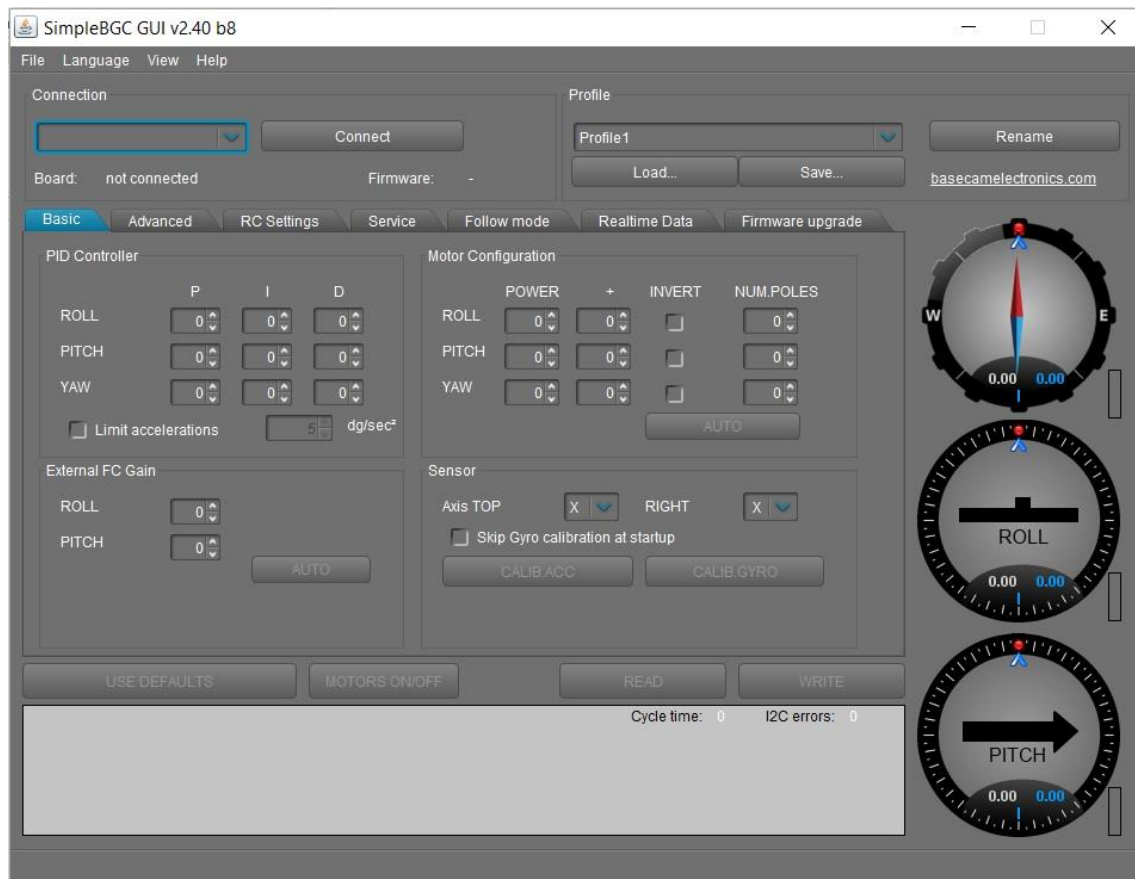 SimpleBGC GUI v2.40 b8
File Language View Help
Connection
Connect
Board: not connected Firmware: -
Profile
Profile1
Rename
Load... Save...
basecamelectronics.com
Basic Advanced RC Settings Service Follow mode Realtime Data Firmware upgrade
PID Controller
P I D
ROLL 0 0 0
PITCH 0 0 0
YAW 0 0 0
Limit accelerations 5 dg/sec²
Motor Configuration
POWER + INVERT NUM.POLES
ROLL 0 0 0
PITCH 0 0 0
YAW 0 0 0
AUTO
External FC Gain
ROLL 0
PITCH 0
AUTO
Sensor
Axis TOP X RIGHT X
Skip Gyro calibration at startup
CALIB.ACC CALIB.GYRO
USE DEFAULTS MOTORS ON/OFF READ WRITE
Cycle time: 0 I2C errors: 0
W E
0.00 0.00
ROLL
0.00 0.00
PITCH
0.00 0.00